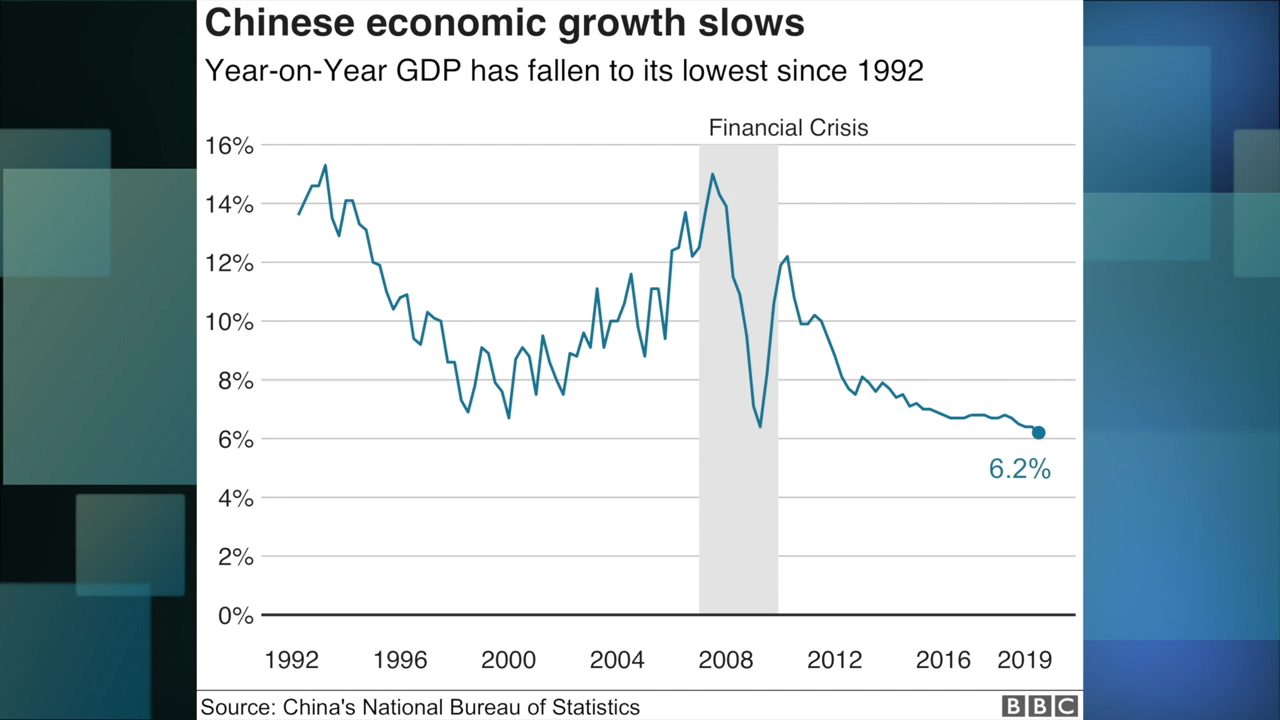 Chinese economic growth slows
Year-on-Year GDP has fallen to its lowest since 1992
Financial Crisis
16%
14%
12%
10%
8%
6%
6.2%
4%
2%
0%
1992 1996 2000 2004 2008 2012 2016 2019
Source: China's National Bureau of Statistics
BBC